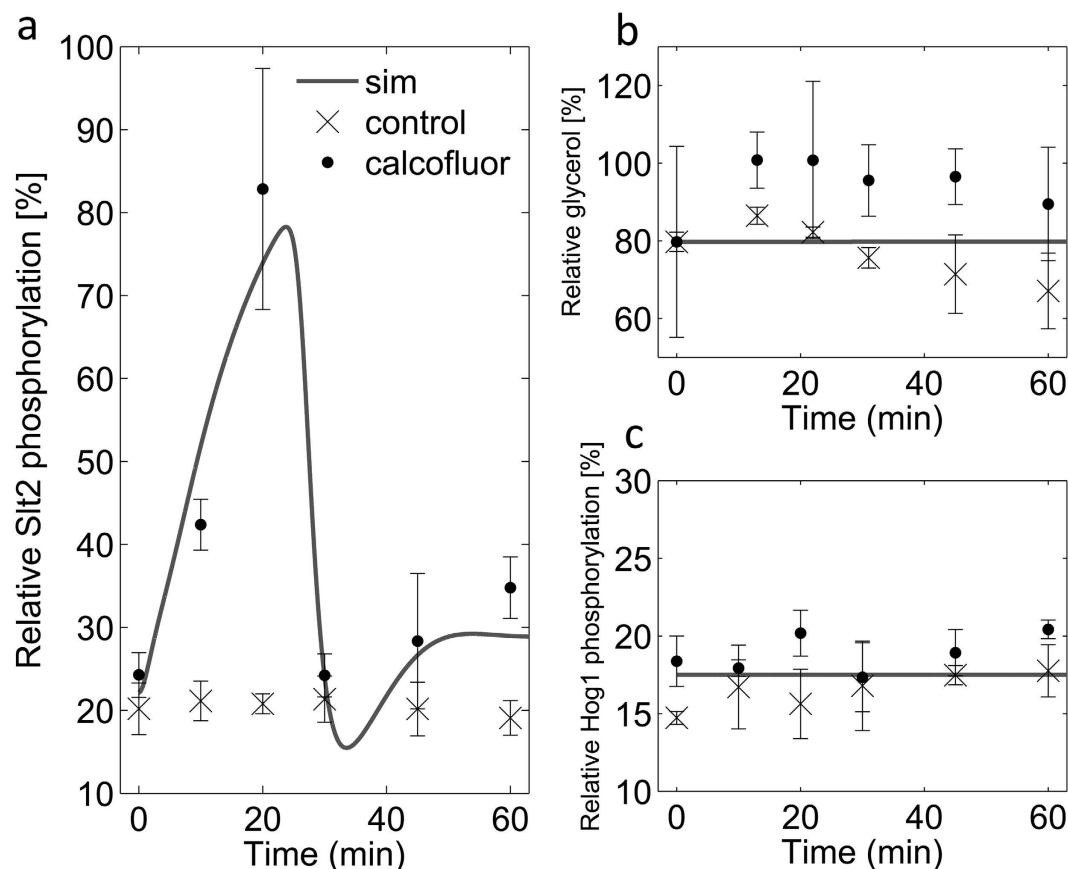 a
Relative Slt2 phosphorylation [%]
100
90
80
70
60
50
40
30
20
10
sim
control
calcofluor
0 20 40 60
Time (min)
b
Relative glycerol [%]
120
100
80
60
0 20 40 60
Time (min)
c
Relative Hog1 phosphorylation [%]
30
25
20
15
10
0 20 40 60
Time (min)